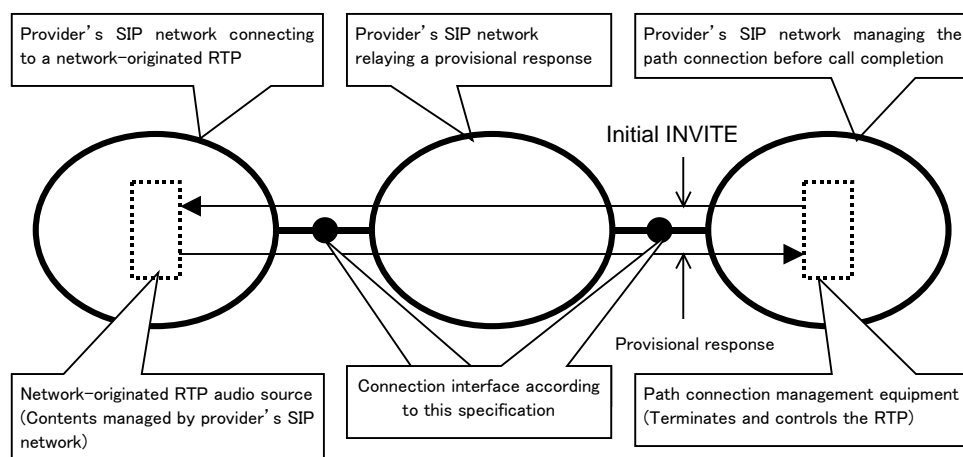 Provider's SIP network connecting
to a network-originated RTP
Provider's SIP network
relaying a provisional response
Provider's SIP network managing the
path connection before call completion
Initial INVITE
Provisional response
Network-originated RTP audio source
(Contents managed by provider's SIP
network)
Connection interface according
to this specification
Path connection management equipment
(Terminates and controls the RTP)